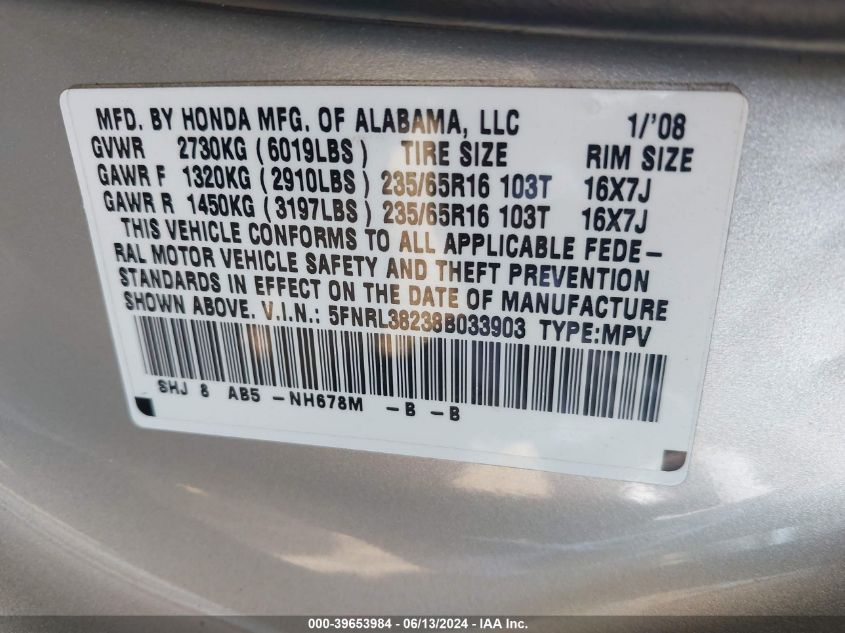 MFD. BY HONDA MFG. OF ALABAMA, LLC 1/'08
GVWR 2730KG (6019LBS) TIRE SIZE RIM SIZE
GAWR F 1320KG (2910LBS) 235/65R16 103T 16X7J
GAWR R 1450KG (3197LBS) 235/65R16 103T 16X7J
THIS VEHICLE CONFORMS TO ALL APPLICABLE FEDE-
RAL MOTOR VEHICLE SAFETY AND THEFT PREVENTION
STANDARDS IN EFFECT ON THE DATE OF MANUFACTURE
SHOWN ABOVE. V.I.N.: 5FNRL38238B033903 TYPE:MPV
SHJ 8 AB5 -NH678M -B -B
000-39653984 - 06/13/2024 - IAA Inc.